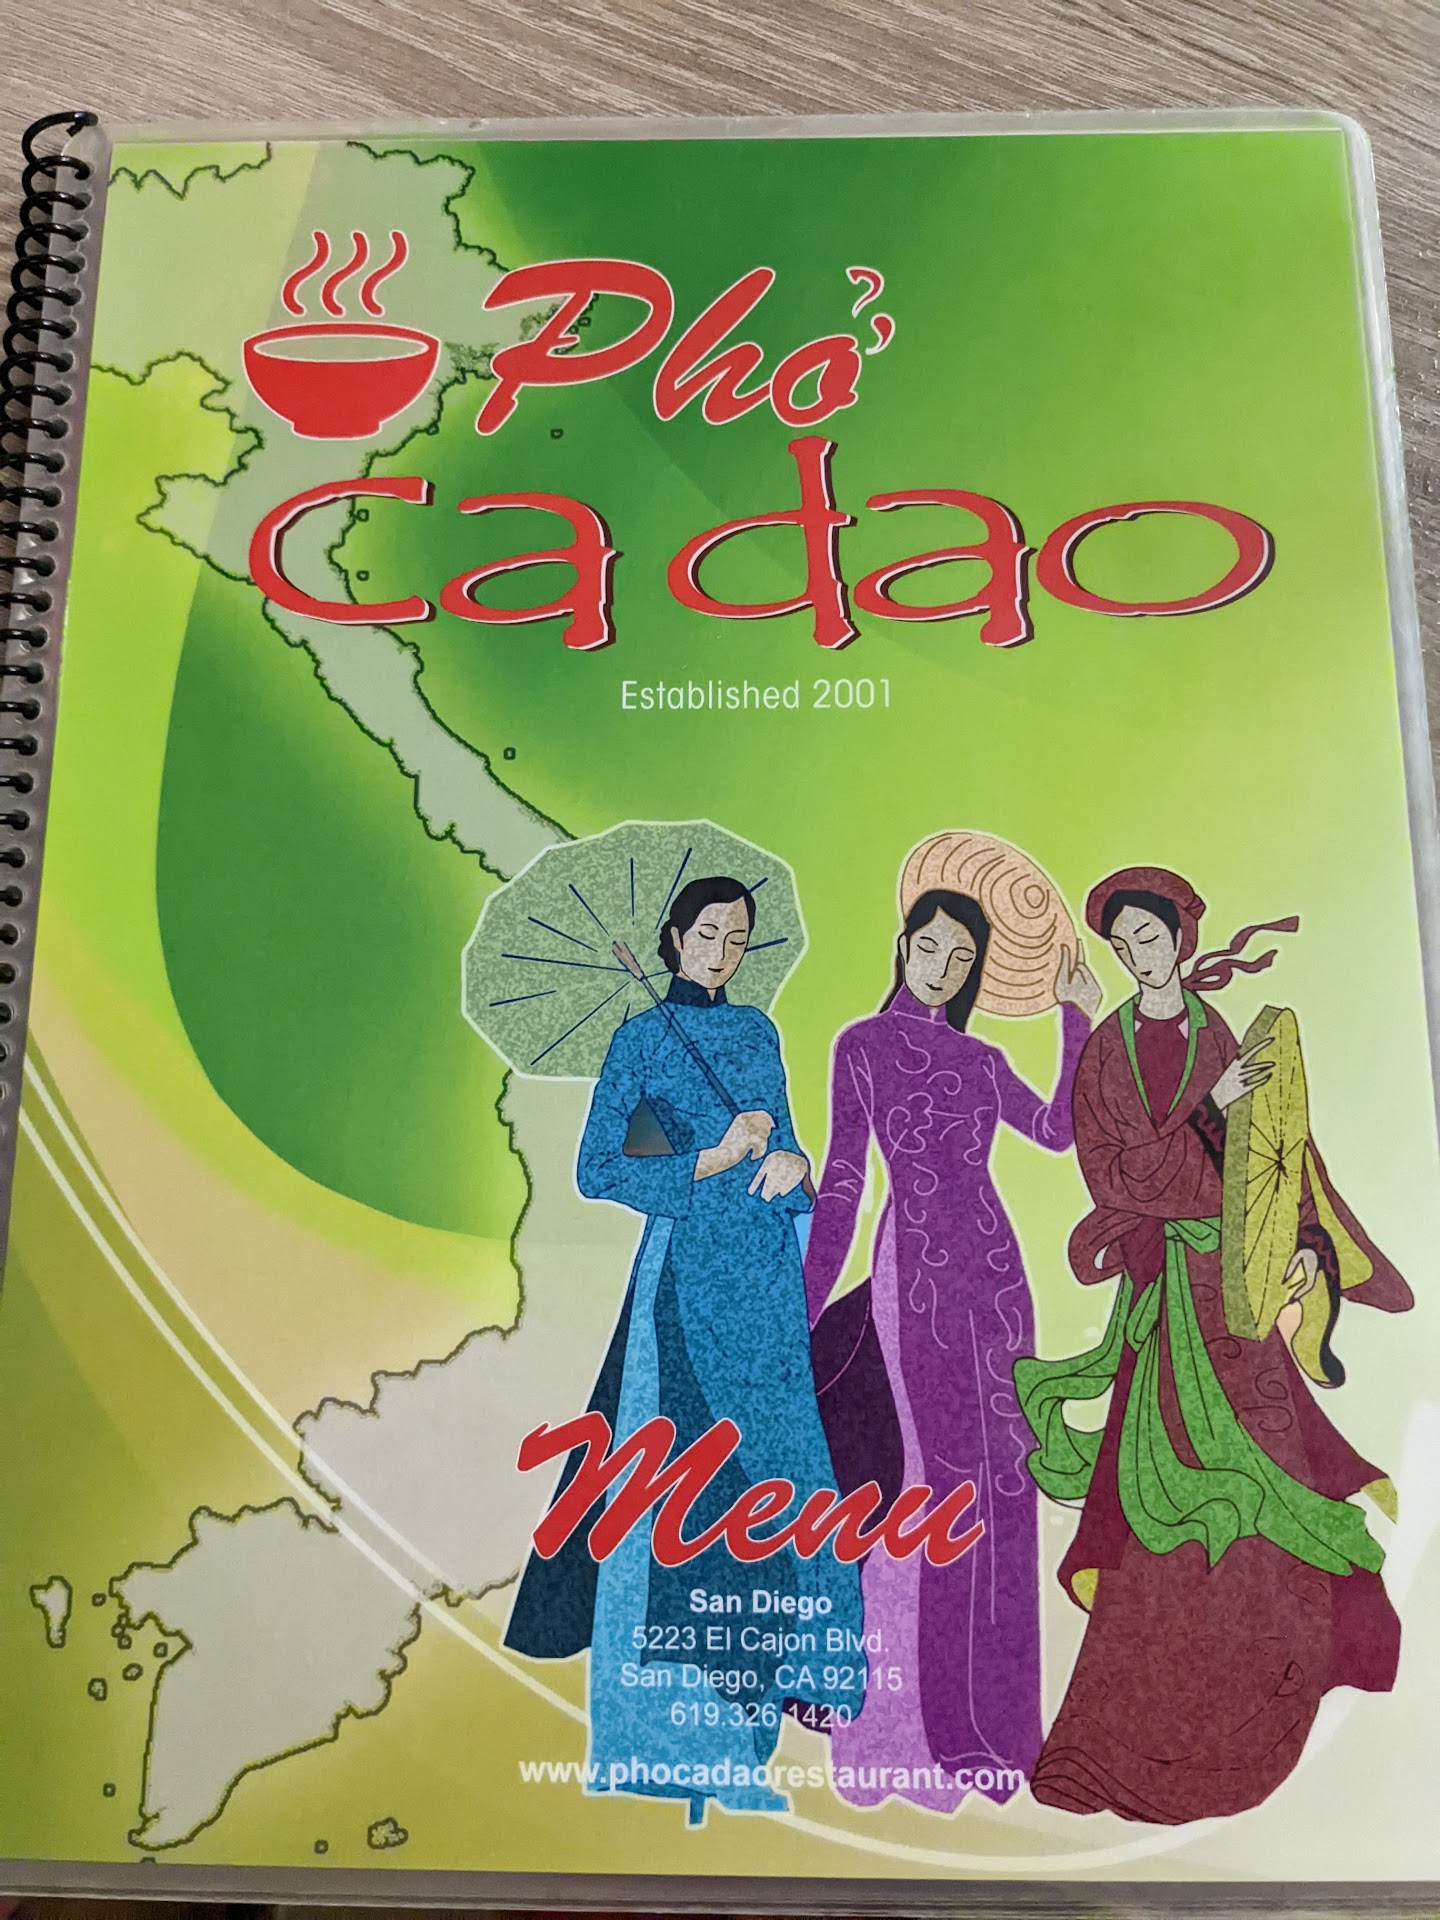 Phở
ca dao
Established 2001
Menu
San Diego
5223 El Cajon Blvd.
San Diego, CA 92115
619.326.1420
www.phocadaorestaurant.com